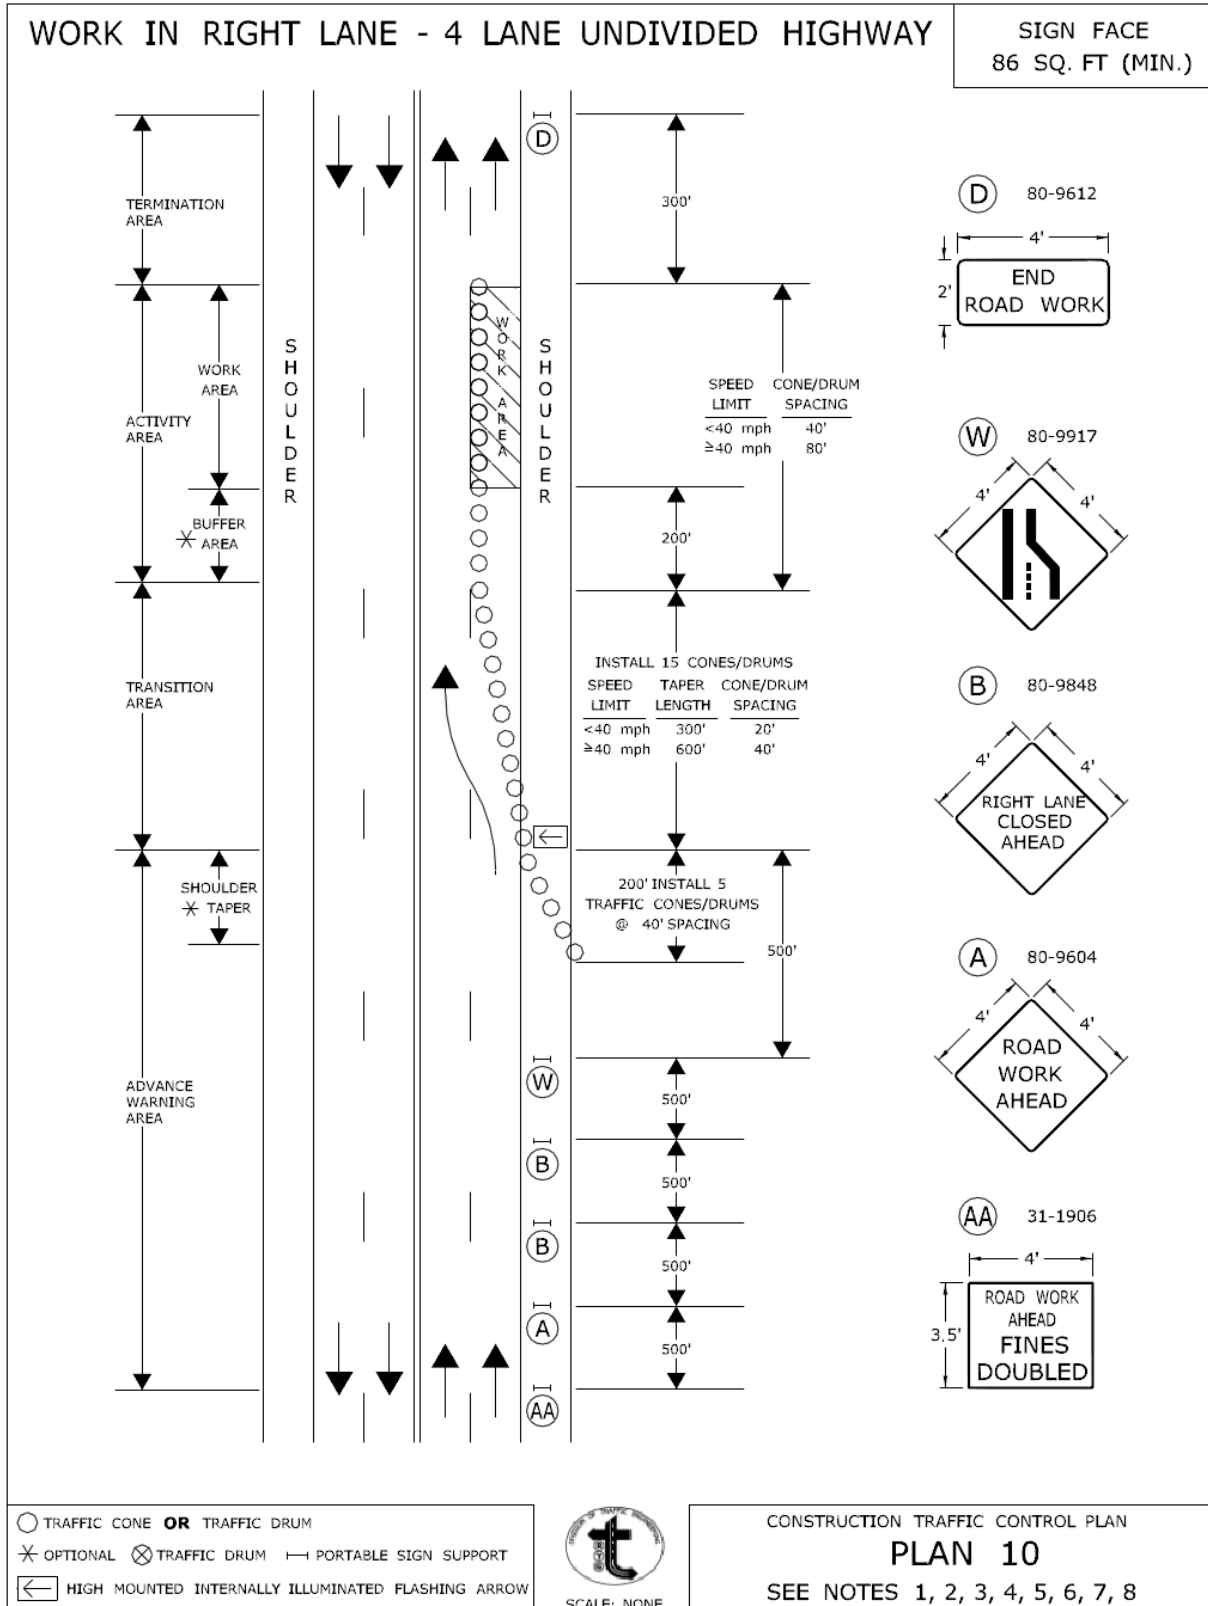 WORK IN RIGHT LANE - 4 LANE UNDIVIDED HIGHWAY
SIGN FACE
86 SQ. FT (MIN.)
D
TERMINATION
AREA
300'
D 80-9612
4'
2'
END
ROAD WORK
SHOULDER
WORK AREA
SHOULDER
WORK
AREA
ACTIVITY
AREA
SPEED CONE/DRUM
LIMIT SPACING
<40 mph 40'
≥40 mph 80'
W 80-9917
4' 4'
BUFFER
* AREA
200'
TRANSITION
AREA
INSTALL 15 CONES/DRUMS
SPEED TAPER CONE/DRUM
LIMIT LENGTH SPACING
<40 mph 300' 20'
≥40 mph 600' 40'
B 80-9848
4' 4'
RIGHT LANE
CLOSED
AHEAD
SHOULDER
* TAPER
200' INSTALL 5
TRAFFIC CONES/DRUMS
@ 40' SPACING
500'
A 80-9604
4' 4'
ROAD
WORK
AHEAD
ADVANCE
WARNING
AREA
W
500'
B
500'
B
500'
A
500'
AA
AA 31-1906
4'
3.5'
ROAD WORK
AHEAD
FINES
DOUBLED
TRAFFIC CONE OR TRAFFIC DRUM
* OPTIONAL TRAFFIC DRUM PORTABLE SIGN SUPPORT
HIGH MOUNTED INTERNALLY ILLUMINATED FLASHING ARROW
DIVISION OF TRAFFIC ENGINEERING
t
SCALE: NONE
CONSTRUCTION TRAFFIC CONTROL PLAN
PLAN 10
SEE NOTES 1, 2, 3, 4, 5, 6, 7, 8